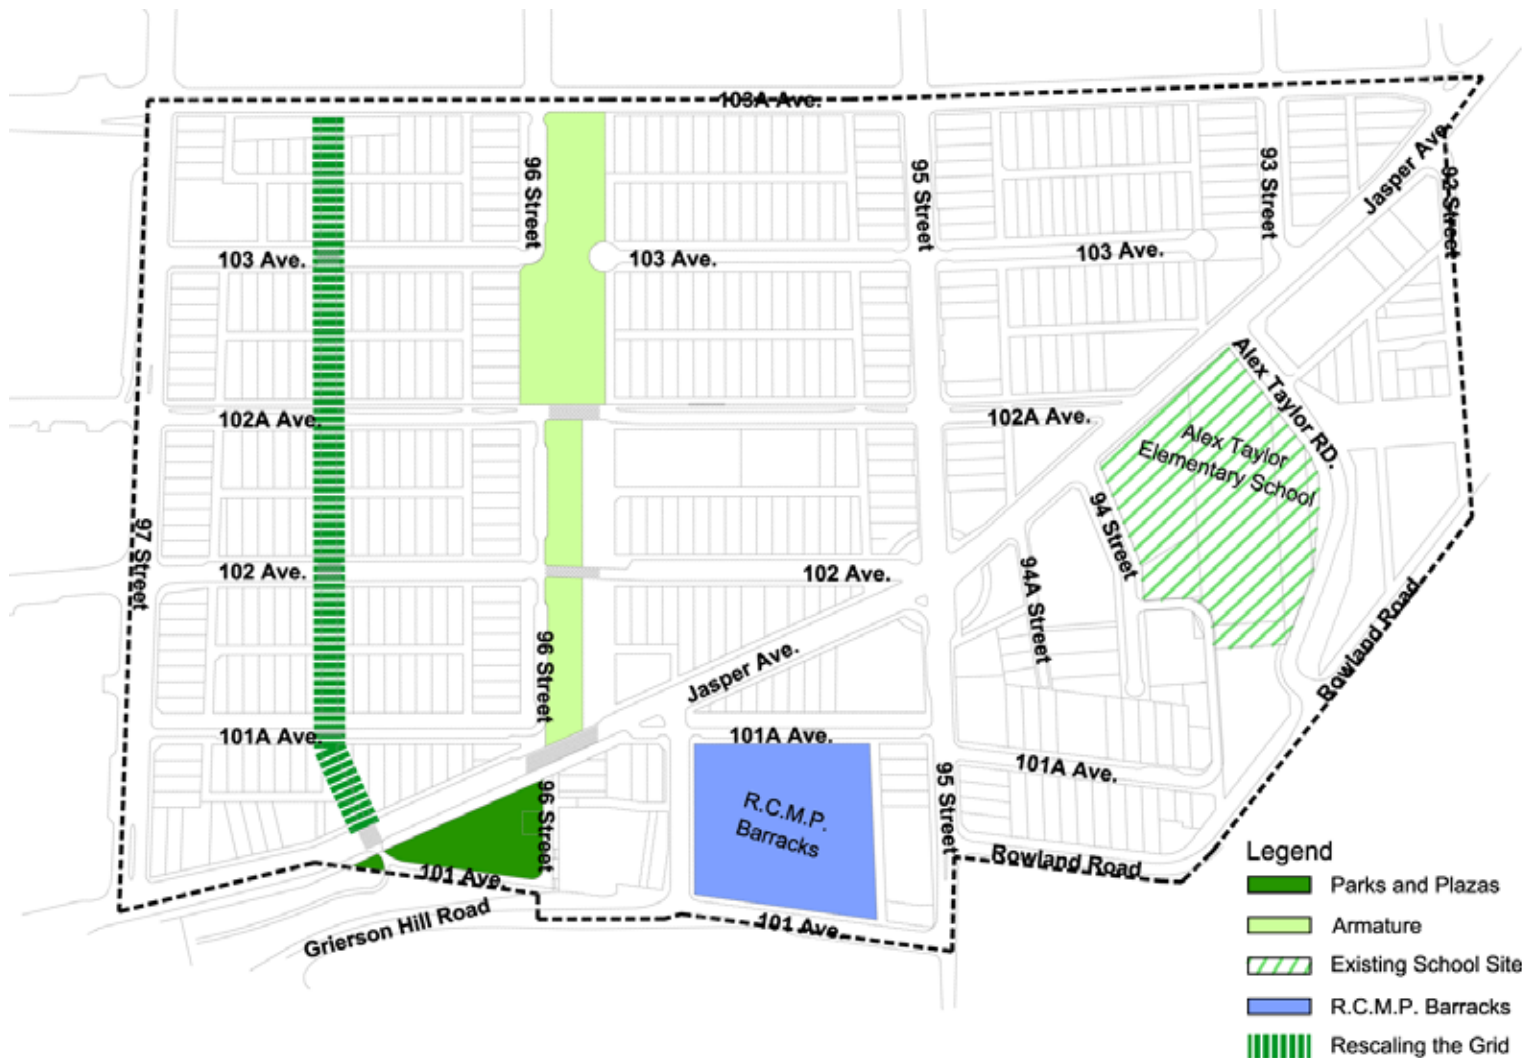 103A Ave.
96 Street
95 Street
93 Street
Jasper Ave.
92 Street
103 Ave.
103 Ave.
103 Ave.
Alex Taylor RD.
102A Ave.
102A Ave.
Alex Taylor
Elementary School
97 Street
94 Street
102 Ave.
102 Ave.
94A Street
Rowland Road
96 Street
Jasper Ave.
101A Ave.
101A Ave.
101A Ave.
95 Street
96 Street
R.C.M.P.
Barracks
Rowland Road
101 Ave
101 Ave.
Grierson Hill Road
Legend
Parks and Plazas
Armature
Existing School Site
R.C.M.P. Barracks
Rescaling the Grid